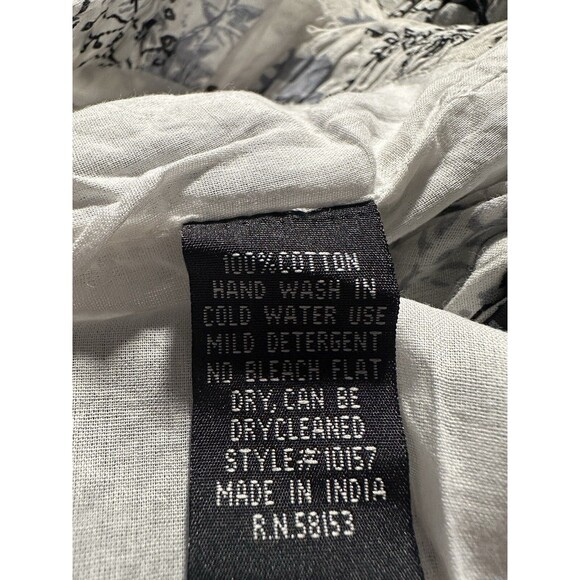 100%COTTON
HAND WASH IN
COLD WATER USE
MILD DETERGENT
NO BLEACH FLAT
DRY, CAN BE
DRYCLEANED
STYLE#10157
MADE IN INDIA
R.N.58153